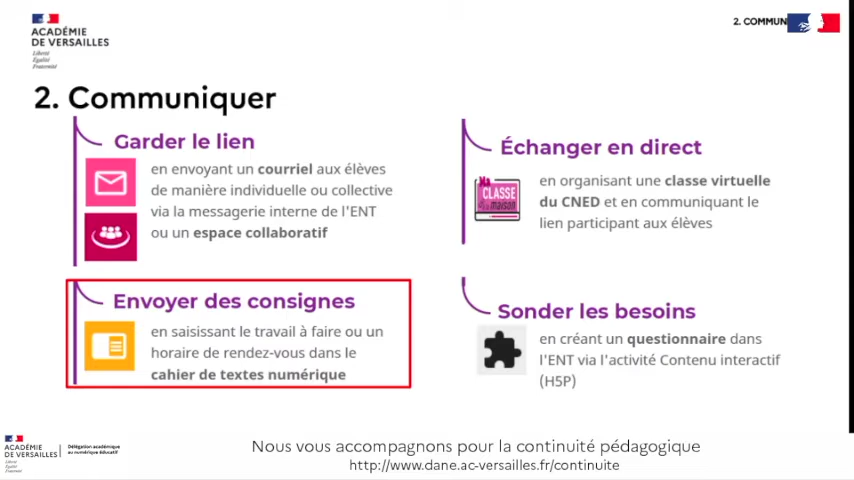 ACADÉMIE
DE VERSAILLES
Liberté
Égalité
Fraternité
2. COMMUN
2. Communiquer
Garder le lien
en envoyant un courriel aux élèves
de manière individuelle ou collective
via la messagerie interne de l'ENT
ou un espace collaboratif
Échanger en direct
Ma
CLASSE
à la maison
en organisant une classe virtuelle
du CNED et en communiquant le
lien participant aux élèves
Envoyer des consignes
en saisissant le travail à faire ou un
horaire de rendez-vous dans le
cahier de textes numérique
Sonder les besoins
en créant un questionnaire dans
l'ENT via l'activité Contenu interactif
(H5P)
ACADÉMIE
DE VERSAILLES
Liberté
Égalité
Fraternité
Délégation académique
au numérique éducatif
Nous vous accompagnons pour la continuité pédagogique
http://www.dane.ac-versailles.fr/continuite